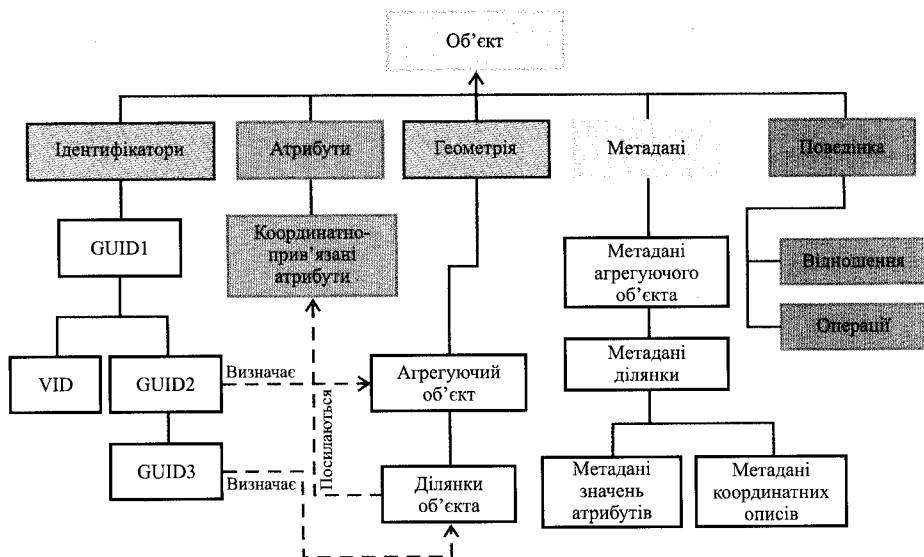 Об’єкт
Ідентифікатори
Атрибути
Геометрія
Метадані
Поведінка
GUID1
Координатно-
прив’язані
атрибути
Метадані
агрегуючого
об’єкта
Відношення
Операції
VID
GUID2
Визначає
Посилаються
Агрегуючий
об’єкт
Метадані
ділянки
GUID3
Визначає
Ділянки
об’єкта
Метадані
значень
атрибутів
Метадані
координатних
описів